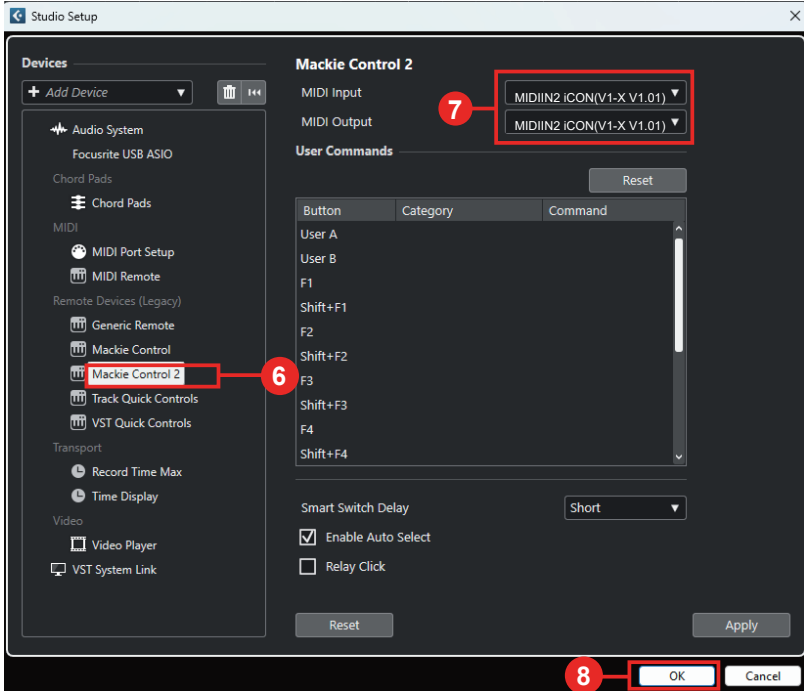 Studio Setup
Devices
+ Add Device
Audio System
Focusrite USB ASIO
Chord Pads
Chord Pads
MIDI
MIDI Port Setup
MIDI Remote
Remote Devices (Legacy)
Generic Remote
Mackie Control
Mackie Control 2
6
Track Quick Controls
VST Quick Controls
Transport
Record Time Max
Time Display
Video
Video Player
VST System Link
Mackie Control 2
MIDI Input
MIDIIN2 iCON(V1-X V1.01)
7
MIDI Output
MIDIIN2 iCON(V1-X V1.01)
User Commands
Reset
Button Category Command
User A
User B
F1
Shift+F1
F2
Shift+F2
F3
Shift+F3
F4
Shift+F4
Smart Switch Delay Short
Enable Auto Select
Relay Click
Reset Apply
8 OK Cancel